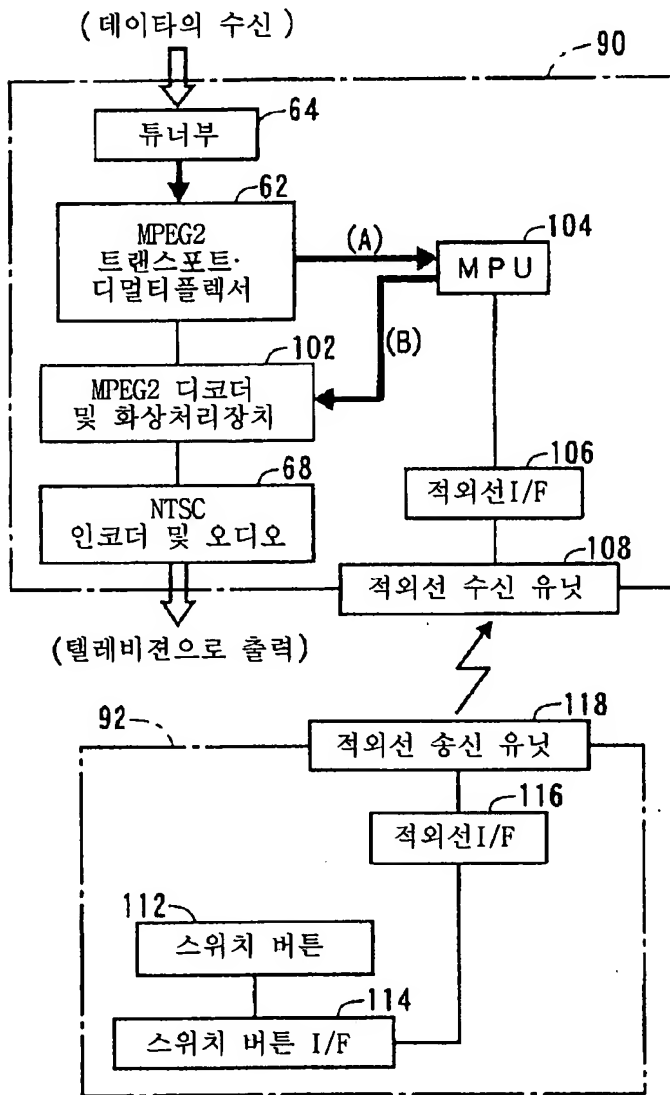 (데이타의 수신)
90
64
튜너부
62
MPEG2
트랜스포트·
디멀티플렉서
(A)
104
MPU
(B)
102
MPEG2 디코더
및 화상처리장치
68
NTSC
인코더 및 오디오
106
적외선I/F
108
적외선 수신 유닛
(텔레비젼으로 출력)
92
118
적외선 송신 유닛
116
적외선I/F
112
스위치 버튼
114
스위치 버튼 I/F